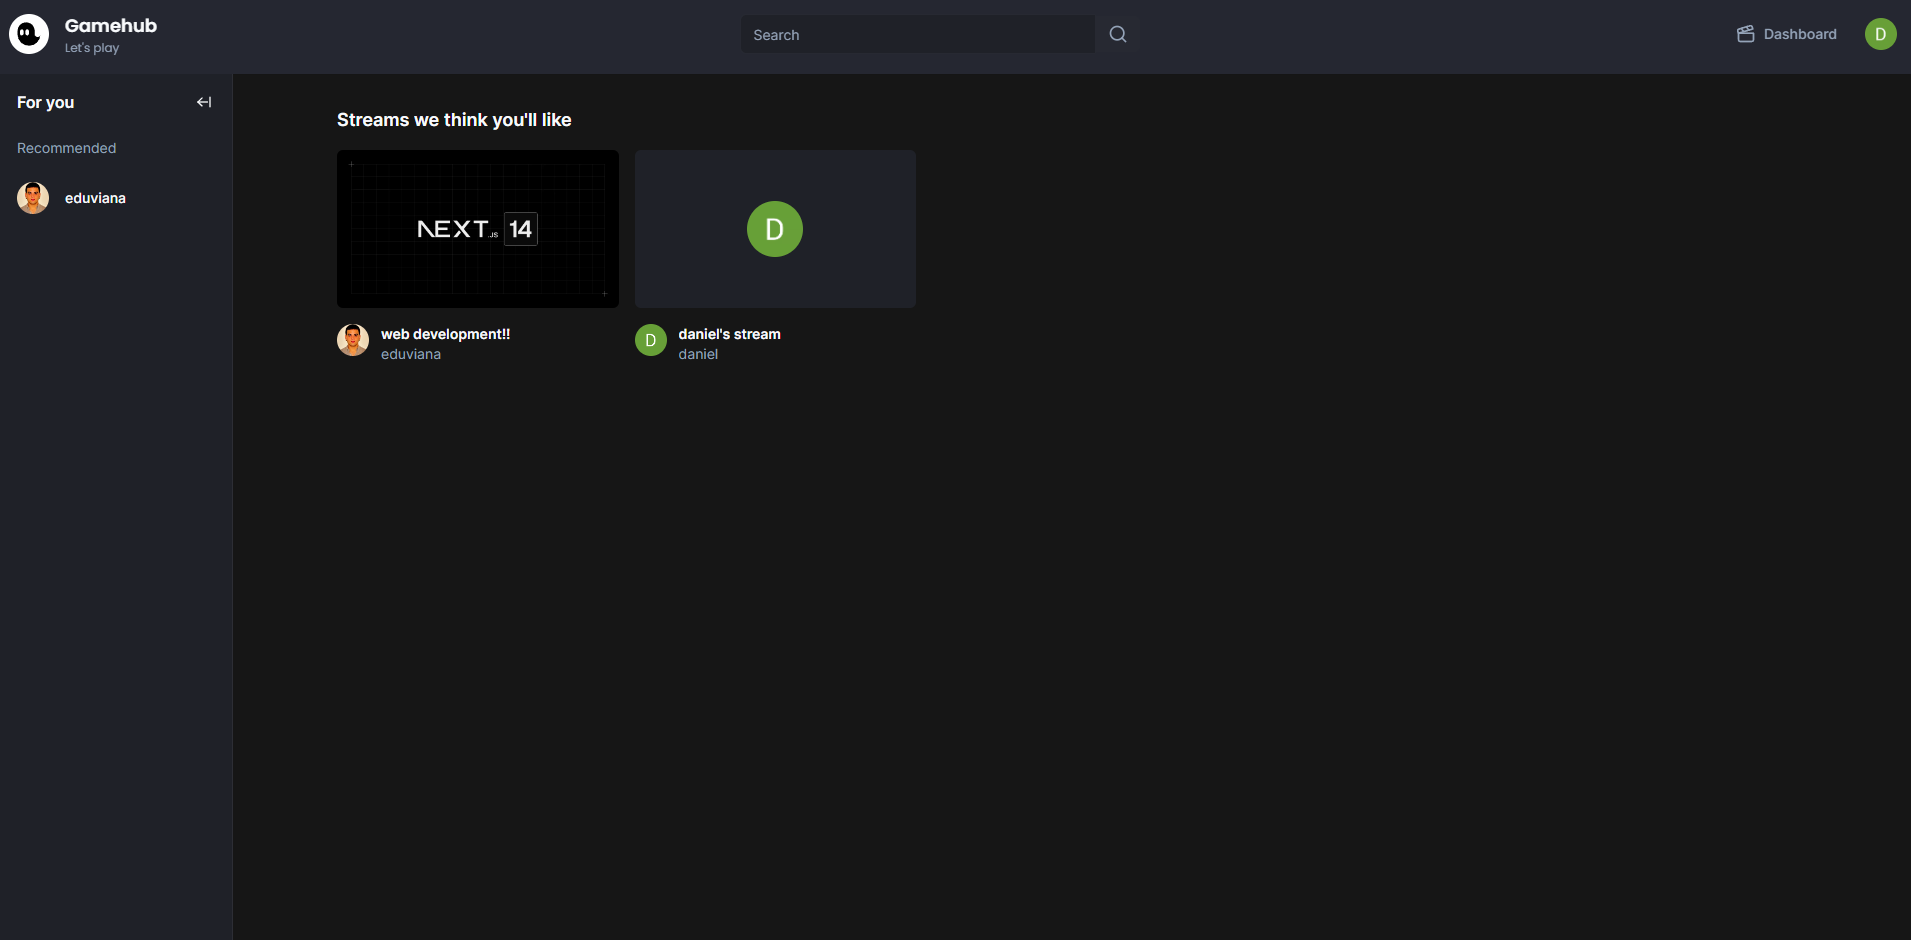 Gamehub
Let's play
Search
Dashboard
D
For you
Recommended
eduviana
Streams we think you'll like
NEXT.JS 14
D
web development!!
eduviana
D
daniel's stream
daniel